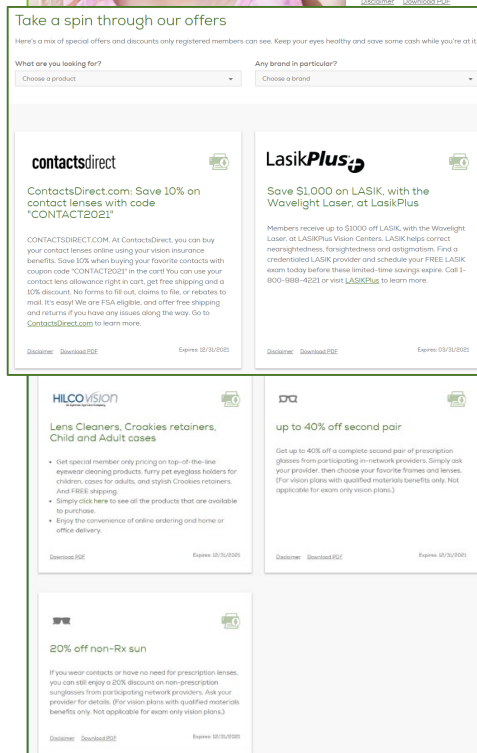 Disclaimer Download PDF
Take a spin through our offers
Here's a mix of special offers and discounts only registered members can see. Keep your eyes healthy and save some cash while you're at it.
What are you looking for?
Choose a product
Any brand in particular?
Choose a brand
contactsdirect
ContactsDirect.com: Save 10% on
contact lenses with code
"CONTACT2021"
CONTACTSDIRECT.COM. At ContactsDirect, you can buy
your contact lenses online using your vision insurance
benefits. Save 10% when buying your favorite contacts with
coupon code "CONTACT2021" in the cart! You can use your
contact lens allowance right in cart, get free shipping and a
10% discount. No forms to fill out, claims to file, or rebates to
mail. It's easy! We are FSA eligible, and offer free shipping
and returns if you have any issues along the way. Go to
ContactsDirect.com to learn more.
Disclaimer Download PDF Expires: 12/31/2021
LasikPlus
Save $1,000 on LASIK, with the
Wavelight Laser, at LasikPlus
Members receive up to $1000 off LASIK, with the Wavelight
Laser, at LASIKPlus Vision Centers. LASIK helps correct
nearsightedness, farsightedness and astigmatism. Find a
credentialed LASIK provider and schedule your FREE LASIK
exam today before these limited-time savings expire. Call 1-
800-988-4221 or visit LASIKPlus to learn more.
Disclaimer Download PDF Expires: 03/31/2021
HILCO VISION
Lens Cleaners, Croakies retainers,
Child and Adult cases
• Get special member only pricing on top-of-the-line
eyewear cleaning products, furry pet eyeglass holders for
children, cases for adults, and stylish Croakies retainers.
And FREE shipping.
• Simply click here to see all the products that are available
to purchase.
• Enjoy the convenience of online ordering and home or
office delivery.
Download PDF Expires: 12/31/2021
up to 40% off second pair
Get up to 40% off a complete second pair of prescription
glasses from participating in-network providers. Simply ask
your provider, then choose your favorite frames and lenses.
(For vision plans with qualified materials benefits only. Not
applicable for exam only vision plans.)
Disclaimer Download PDF Expires: 12/31/2021
20% off non-Rx sun
If you wear contacts or have no need for prescription lenses,
you can still enjoy a 20% discount on non-prescription
sunglasses from participating network providers. Ask your
provider for details. (For vision plans with qualified materials
benefits only. Not applicable for exam only vision plans.)
Disclaimer Download PDF Expires: 12/31/2021